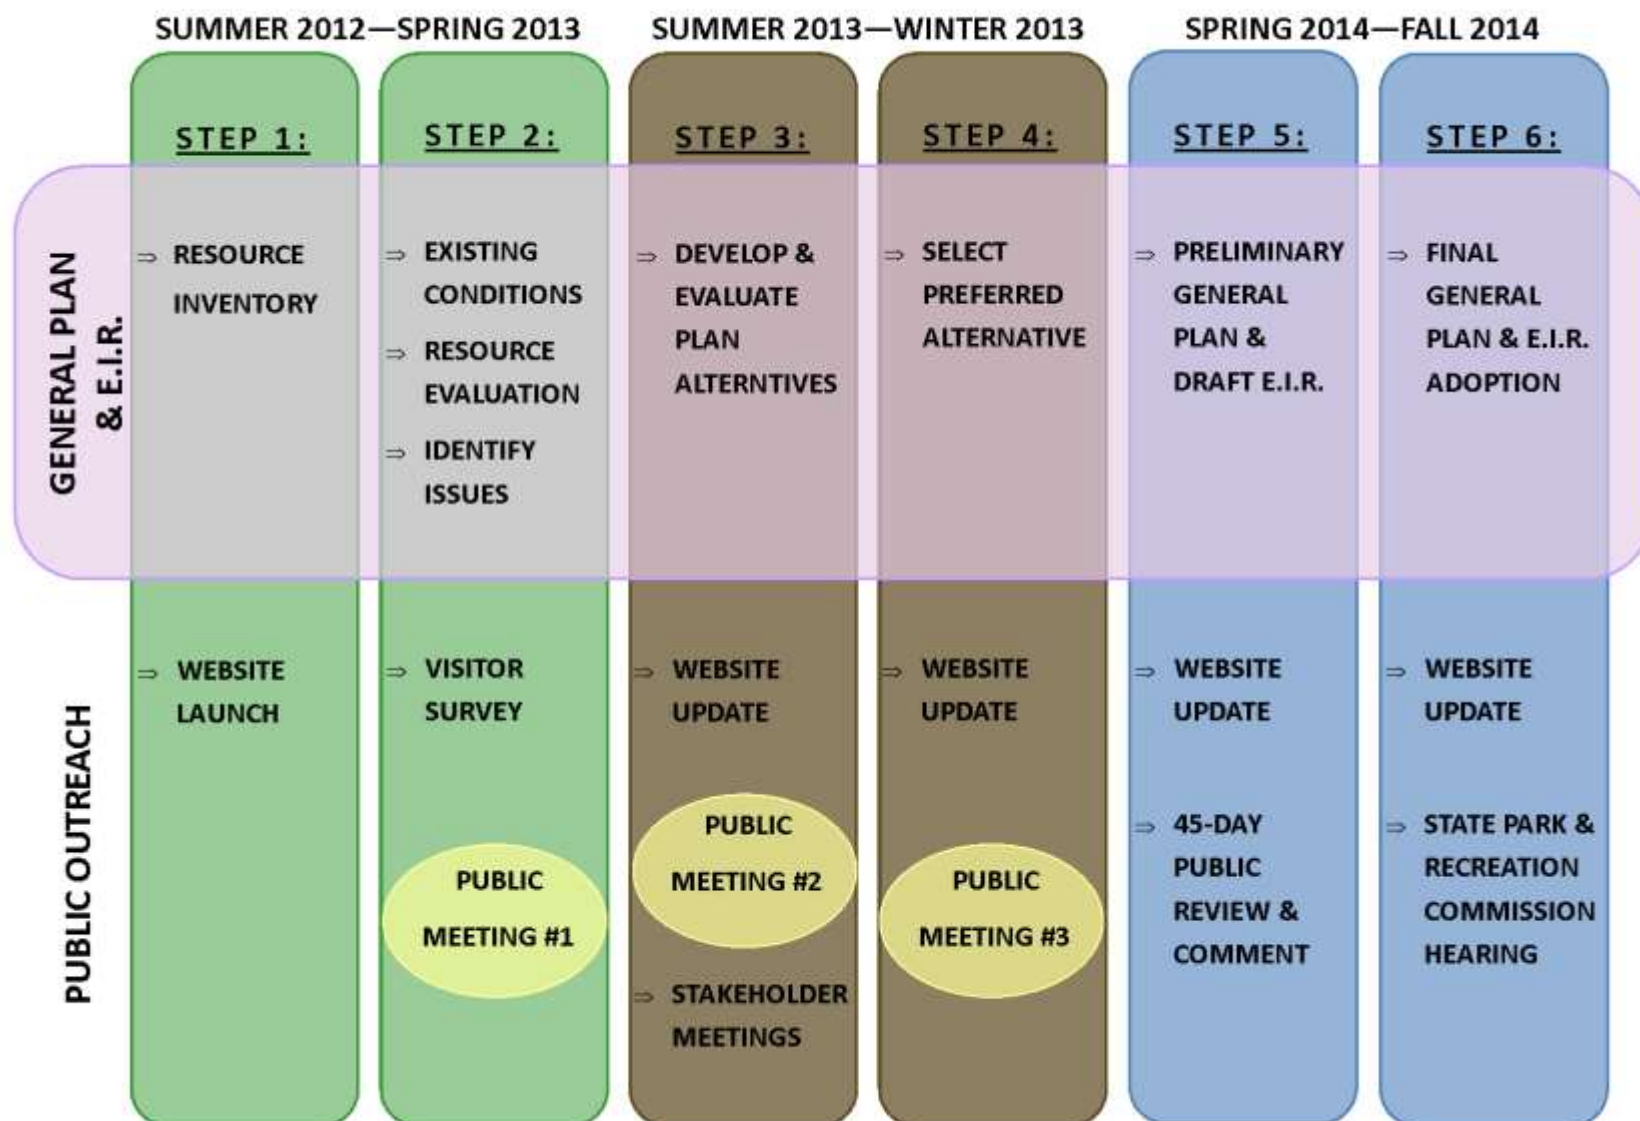 SUMMER 2012—SPRING 2013
SUMMER 2013—WINTER 2013
SPRING 2014—FALL 2014
STEP 1:
STEP 2:
STEP 3:
STEP 4:
STEP 5:
STEP 6:
GENERAL PLAN
& E.I.R.
⇒ RESOURCE
INVENTORY
⇒ EXISTING
CONDITIONS
⇒ RESOURCE
EVALUATION
⇒ IDENTIFY
ISSUES
⇒ DEVELOP &
EVALUATE
PLAN
ALTERNTIVES
⇒ SELECT
PREFERRED
ALTERNATIVE
⇒ PRELIMINARY
GENERAL
PLAN &
DRAFT E.I.R.
⇒ FINAL
GENERAL
PLAN & E.I.R.
ADOPTION
PUBLIC OUTREACH
⇒ WEBSITE
LAUNCH
⇒ VISITOR
SURVEY
PUBLIC
MEETING #1
⇒ WEBSITE
UPDATE
PUBLIC
MEETING #2
⇒ STAKEHOLDER
MEETINGS
⇒ WEBSITE
UPDATE
PUBLIC
MEETING #3
⇒ WEBSITE
UPDATE
⇒ 45-DAY
PUBLIC
REVIEW &
COMMENT
⇒ WEBSITE
UPDATE
⇒ STATE PARK &
RECREATION
COMMISSION
HEARING